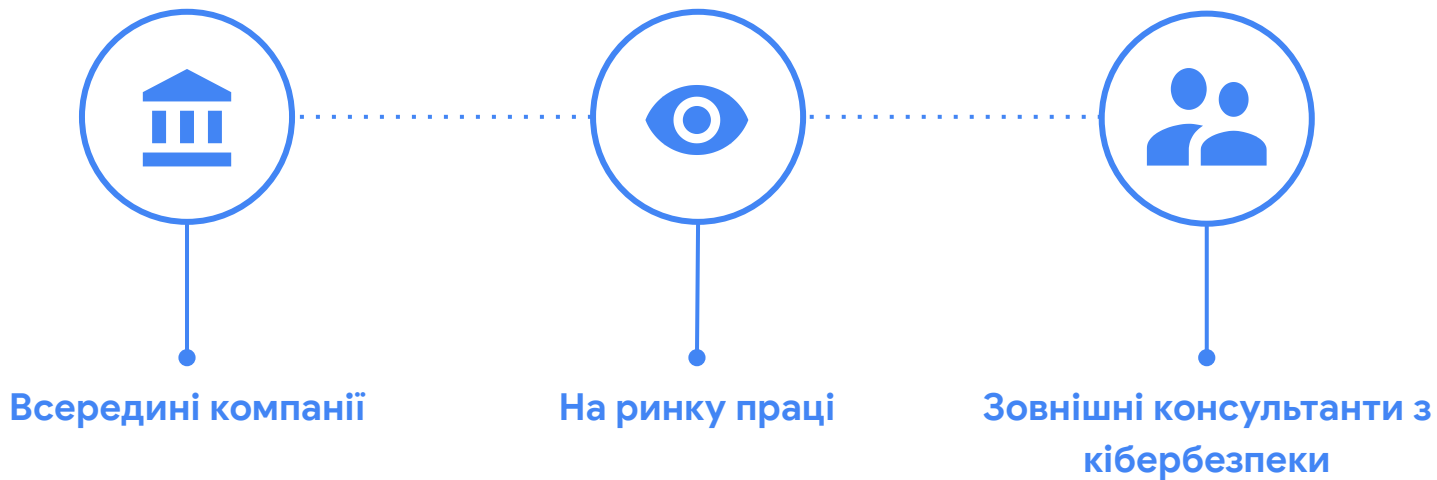 Всередині компанії
На ринку праці
Зовнішні консультанти з
кібербезпеки